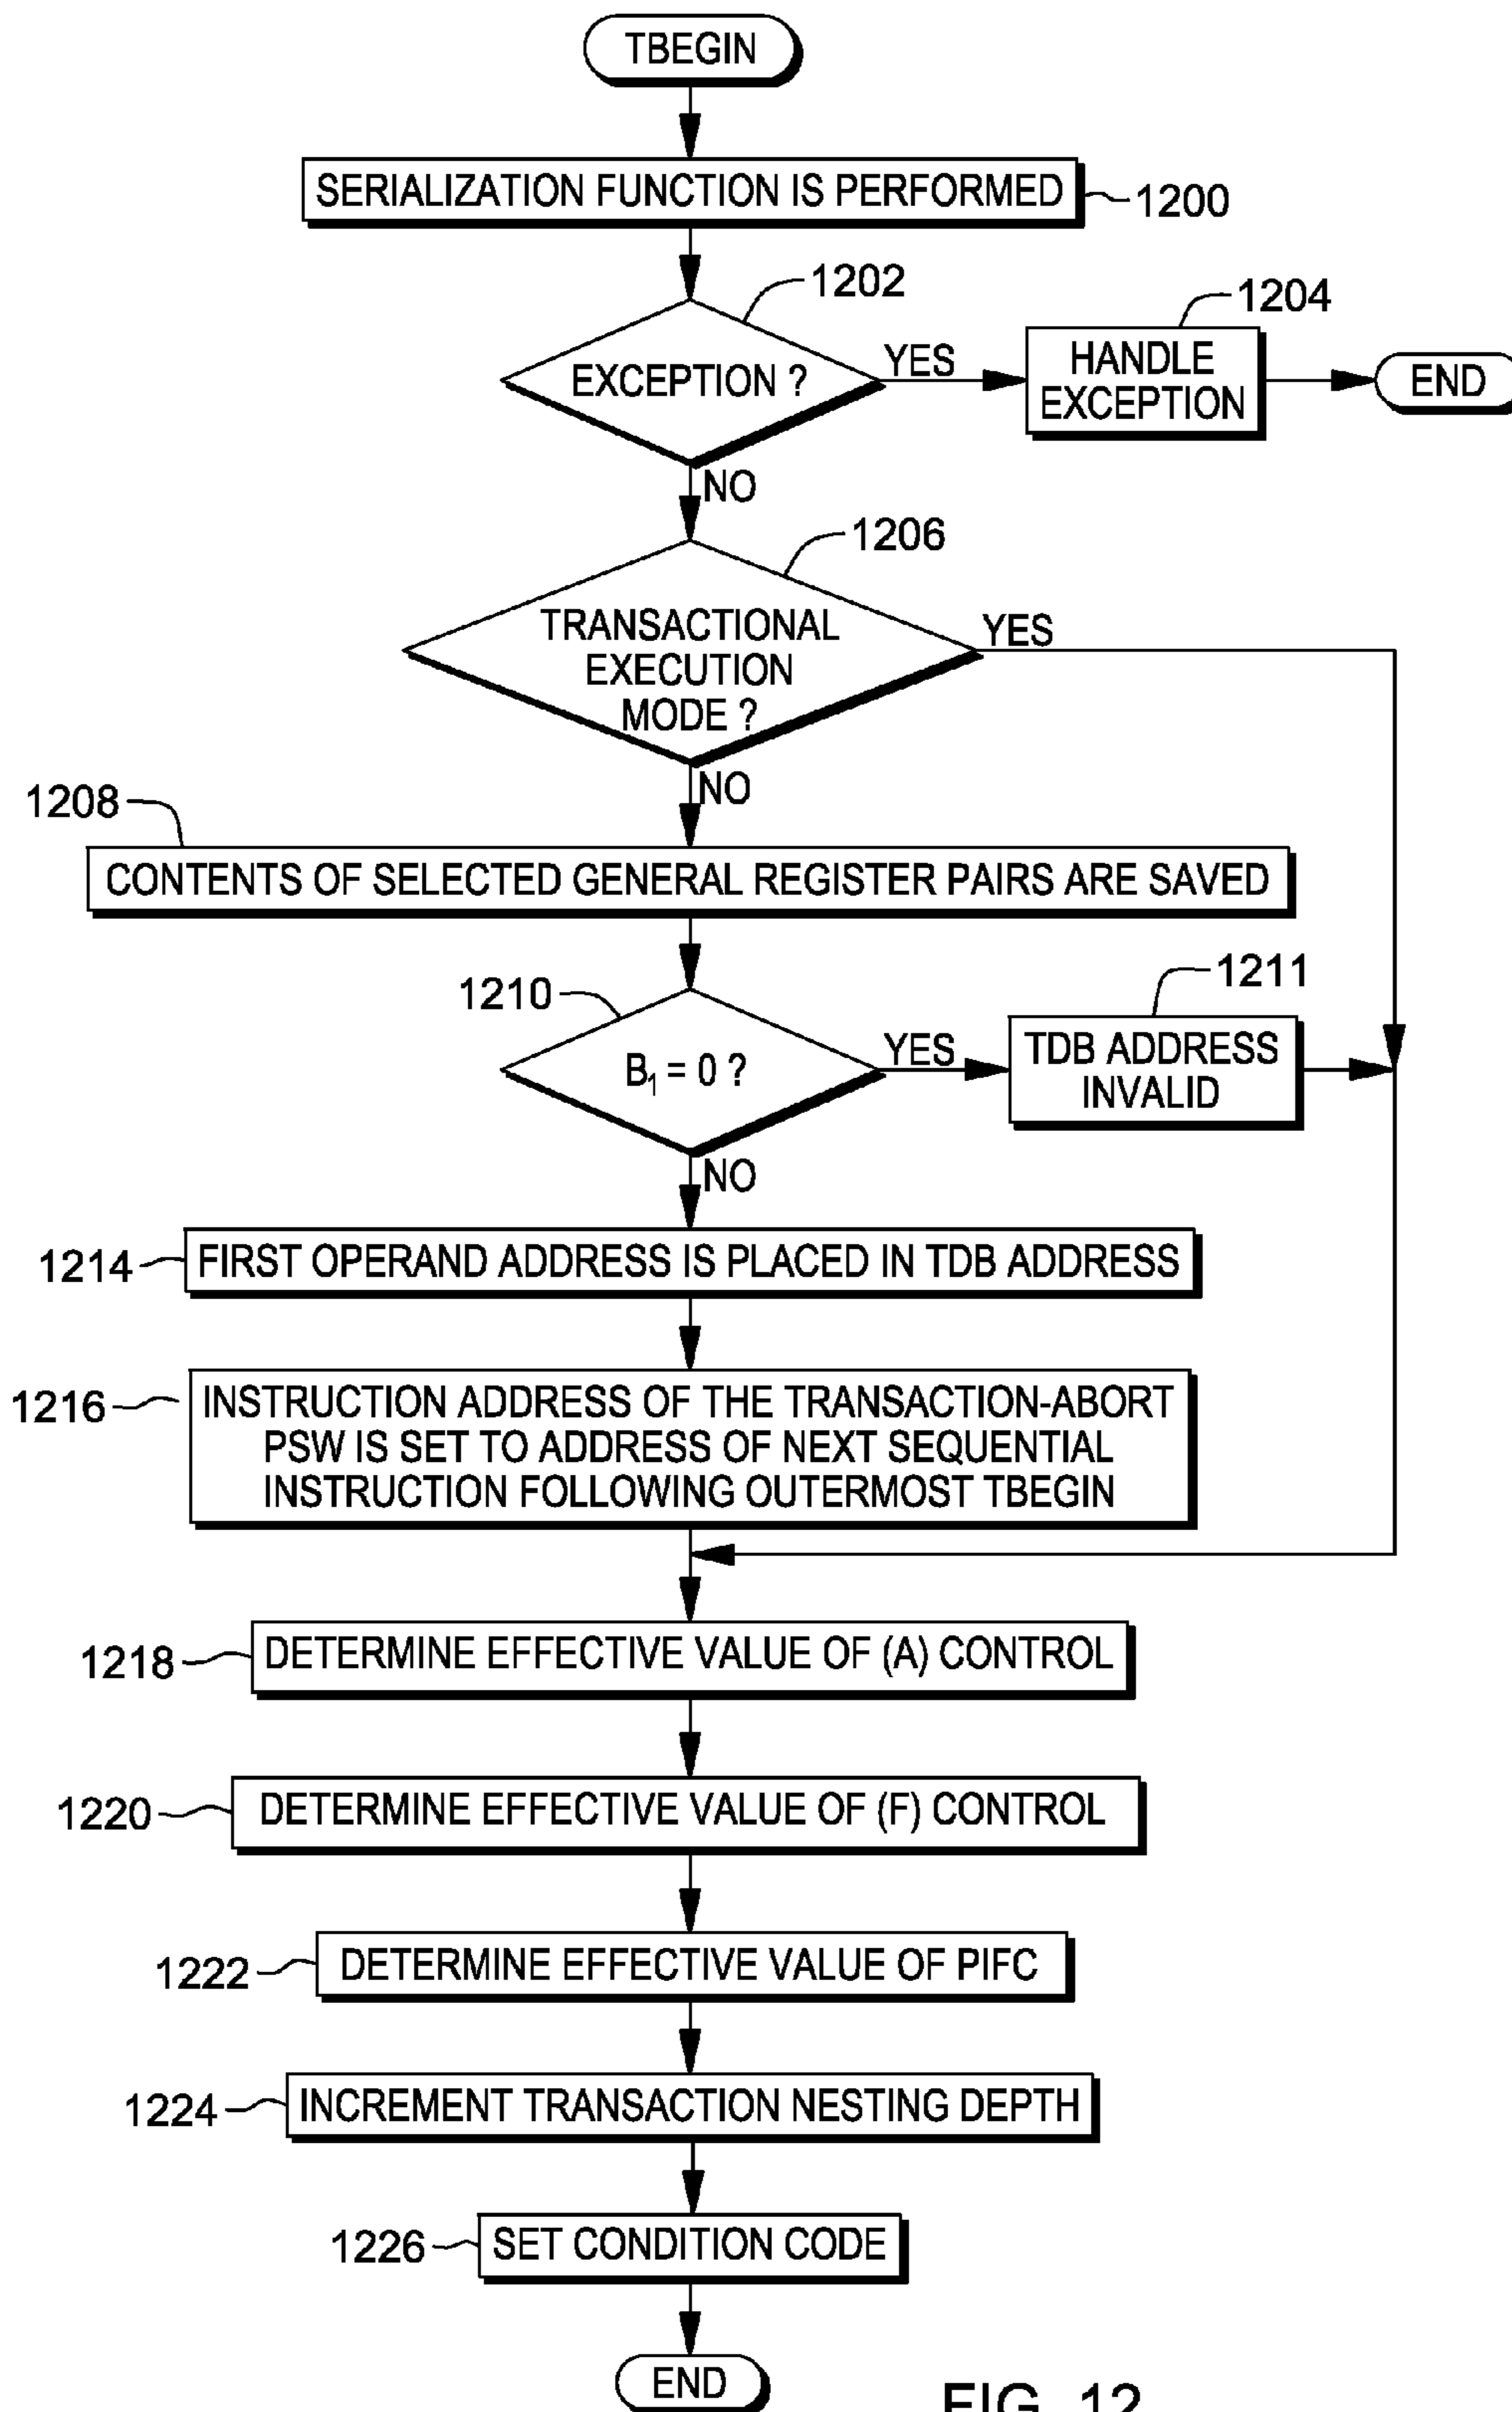 TBEGIN
SERIALIZATION FUNCTION IS PERFORMED
1200
1202
1204
EXCEPTION ?
YES
HANDLE
EXCEPTION
END
NO
1206
TRANSACTIONAL
EXECUTION
MODE ?
YES
NO
1208
CONTENTS OF SELECTED GENERAL REGISTER PAIRS ARE SAVED
1210
1211
B1 = 0 ?
YES
TDB ADDRESS
INVALID
NO
1214
FIRST OPERAND ADDRESS IS PLACED IN TDB ADDRESS
1216
INSTRUCTION ADDRESS OF THE TRANSACTION-ABORT
PSW IS SET TO ADDRESS OF NEXT SEQUENTIAL
INSTRUCTION FOLLOWING OUTERMOST TBEGIN
1218
DETERMINE EFFECTIVE VALUE OF (A) CONTROL
1220
DETERMINE EFFECTIVE VALUE OF (F) CONTROL
1222
DETERMINE EFFECTIVE VALUE OF PIFC
1224
INCREMENT TRANSACTION NESTING DEPTH
1226
SET CONDITION CODE
END
FIG. 12